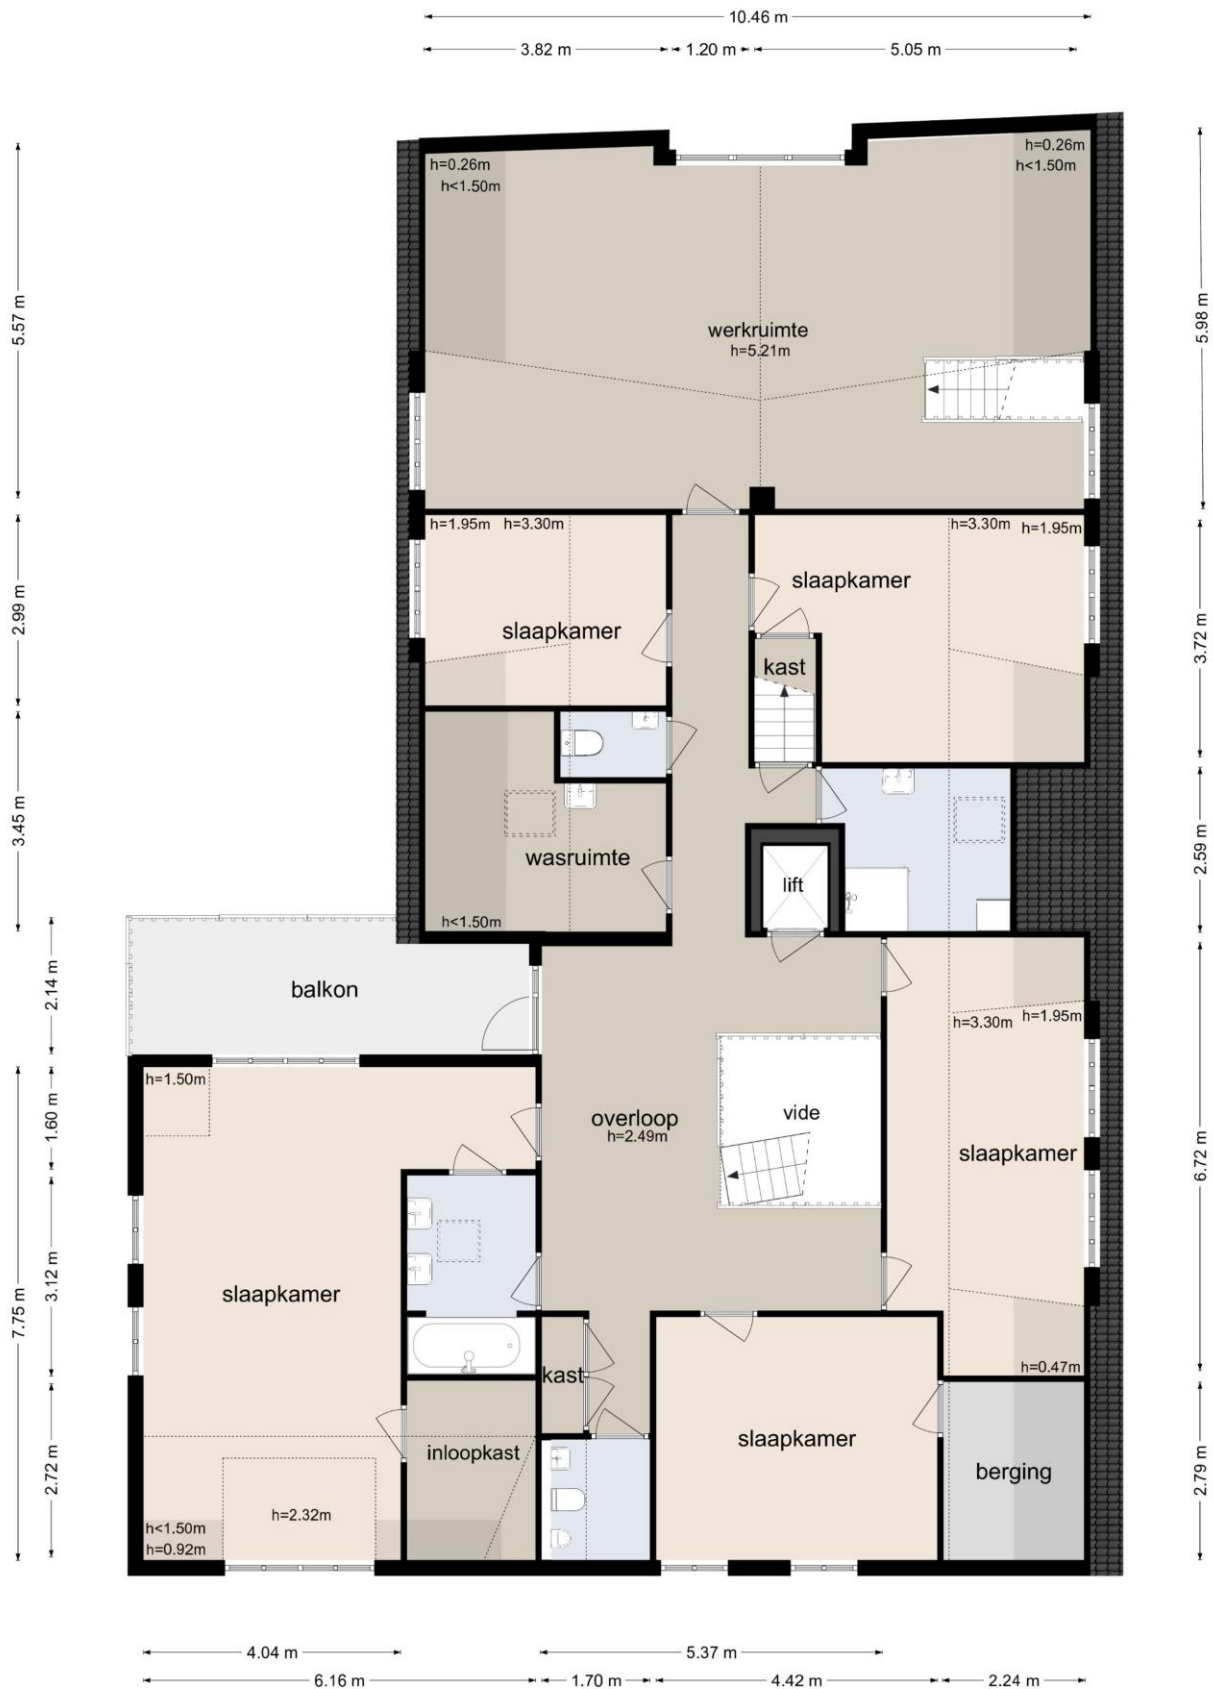 10.46 m
3.82 m
1.20 m
5.05 m
h=0.26m
h<1.50m
h=0.26m
h<1.50m
5.57 m
5.98 m
werkruimte
h=5.21m
h=1.95m
h=3.30m
h=3.30m
h=1.95m
slaapkamer
slaapkamer
2.99 m
3.72 m
kast
3.45 m
wasruimte
lift
2.59 m
h<1.50m
balkon
2.14 m
h=3.30m
h=1.95m
h=1.50m
1.60 m
overloop
h=2.49m
vide
slaapkamer
6.72 m
3.12 m
7.75 m
slaapkamer
kast
h=0.47m
inloopkast
slaapkamer
berging
2.72 m
2.79 m
h=2.32m
h<1.50m
h=0.92m
4.04 m
5.37 m
6.16 m
1.70 m
4.42 m
2.24 m